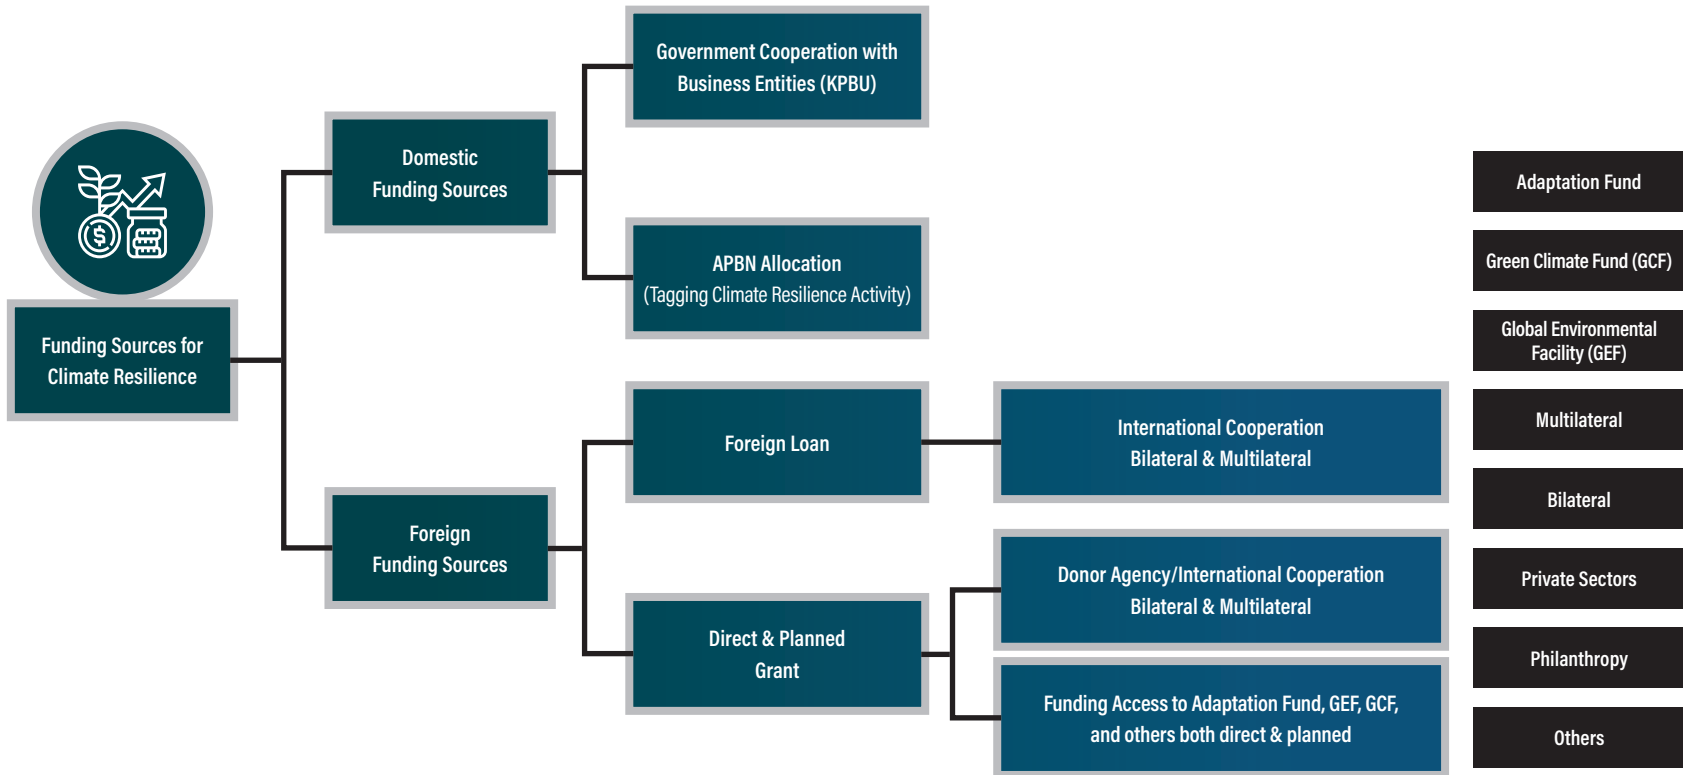 Funding Sources for
Climate Resilience
Domestic
Funding Sources
Government Cooperation with
Business Entities (KPBU)
APBN Allocation
(Tagging Climate Resilience Activity)
Foreign
Funding Sources
Foreign Loan
International Cooperation
Bilateral & Multilateral
Direct & Planned
Grant
Donor Agency/International Cooperation
Bilateral & Multilateral
Funding Access to Adaptation Fund, GEF, GCF,
and others both direct & planned
Adaptation Fund
Green Climate Fund (GCF)
Global Environmental
Facility (GEF)
Multilateral
Bilateral
Private Sectors
Philanthropy
Others